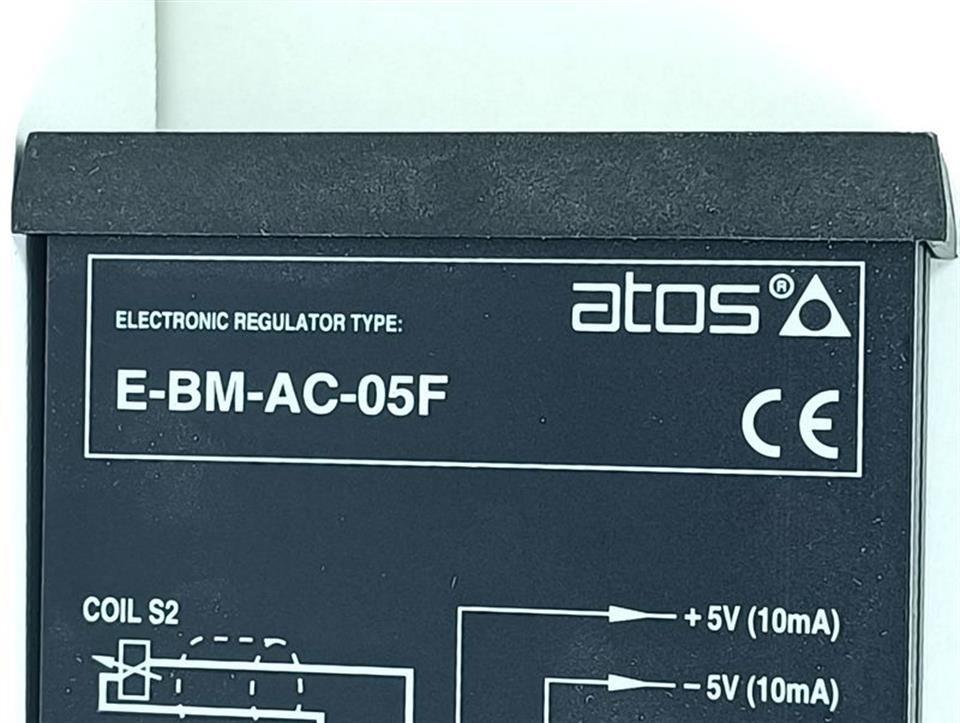 atos®
ELECTRONIC REGULATOR TYPE:
E-BM-AC-05F
CE
COIL S2
+ 5V (10mA)
– 5V (10mA)